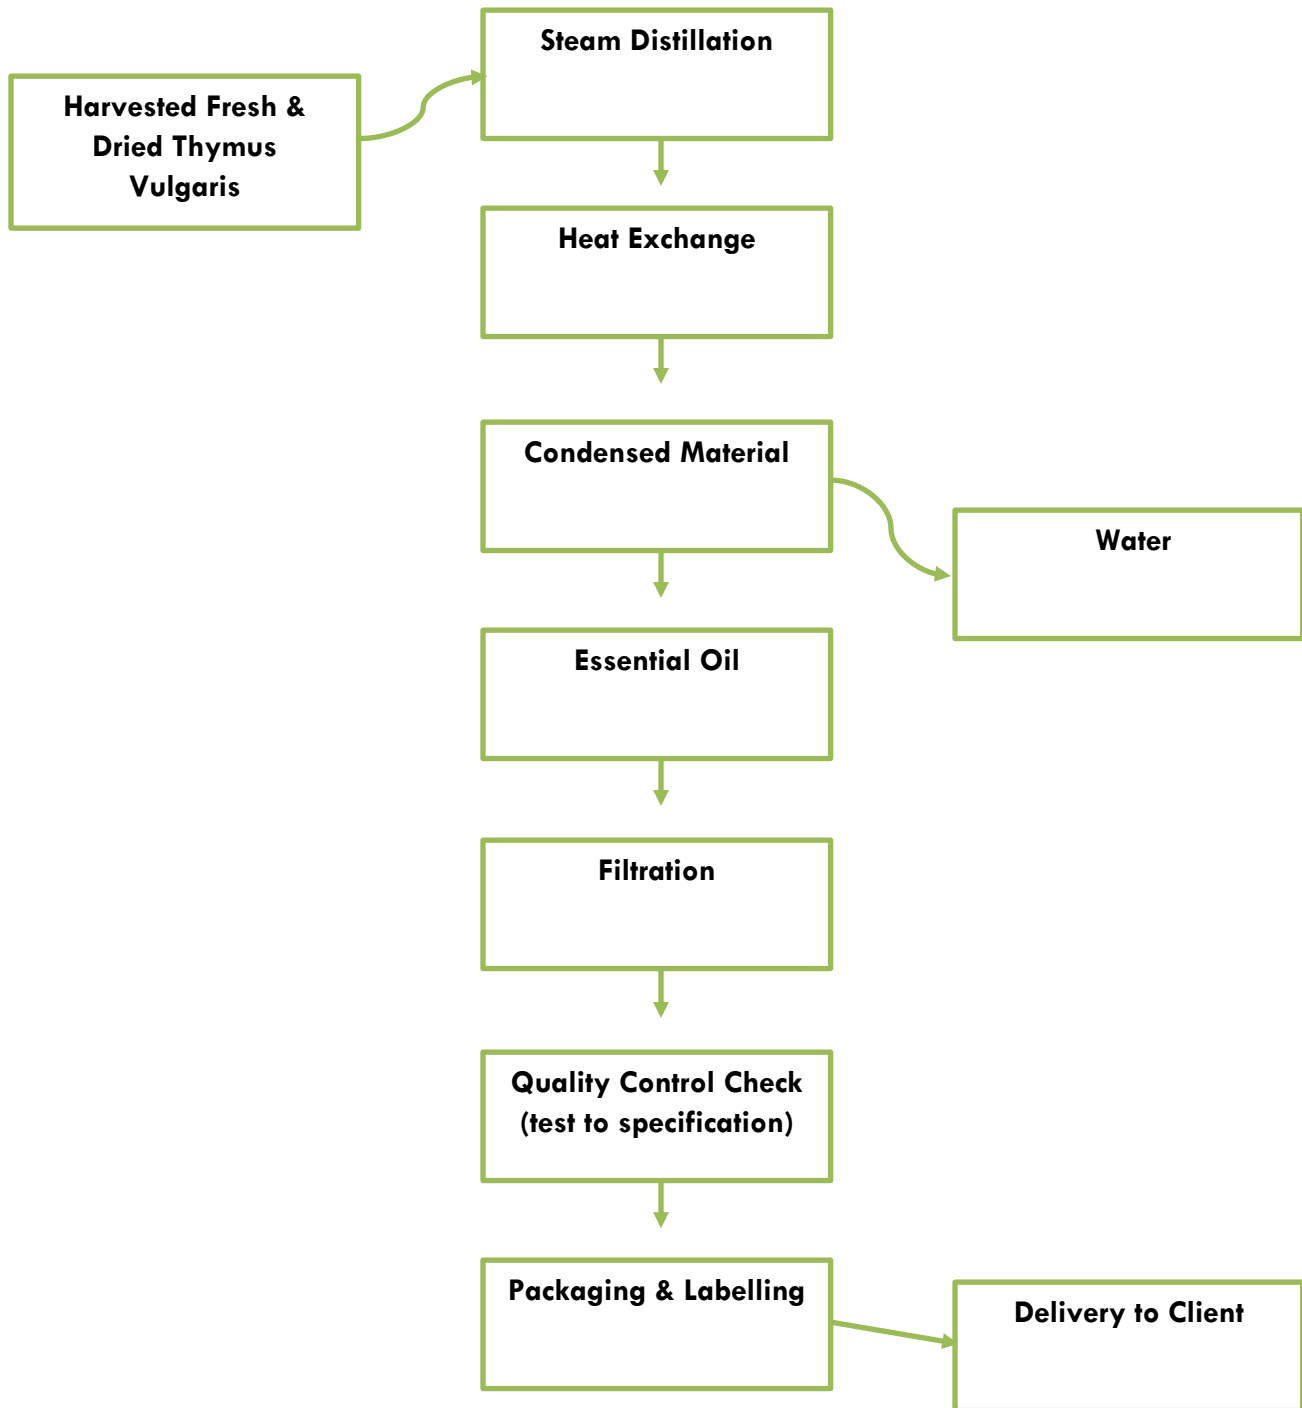 Steam Distillation
Harvested Fresh &
Dried Thymus
Vulgaris
Heat Exchange
Condensed Material
Water
Essential Oil
Filtration
Quality Control Check
(test to specification)
Packaging & Labelling
Delivery to Client